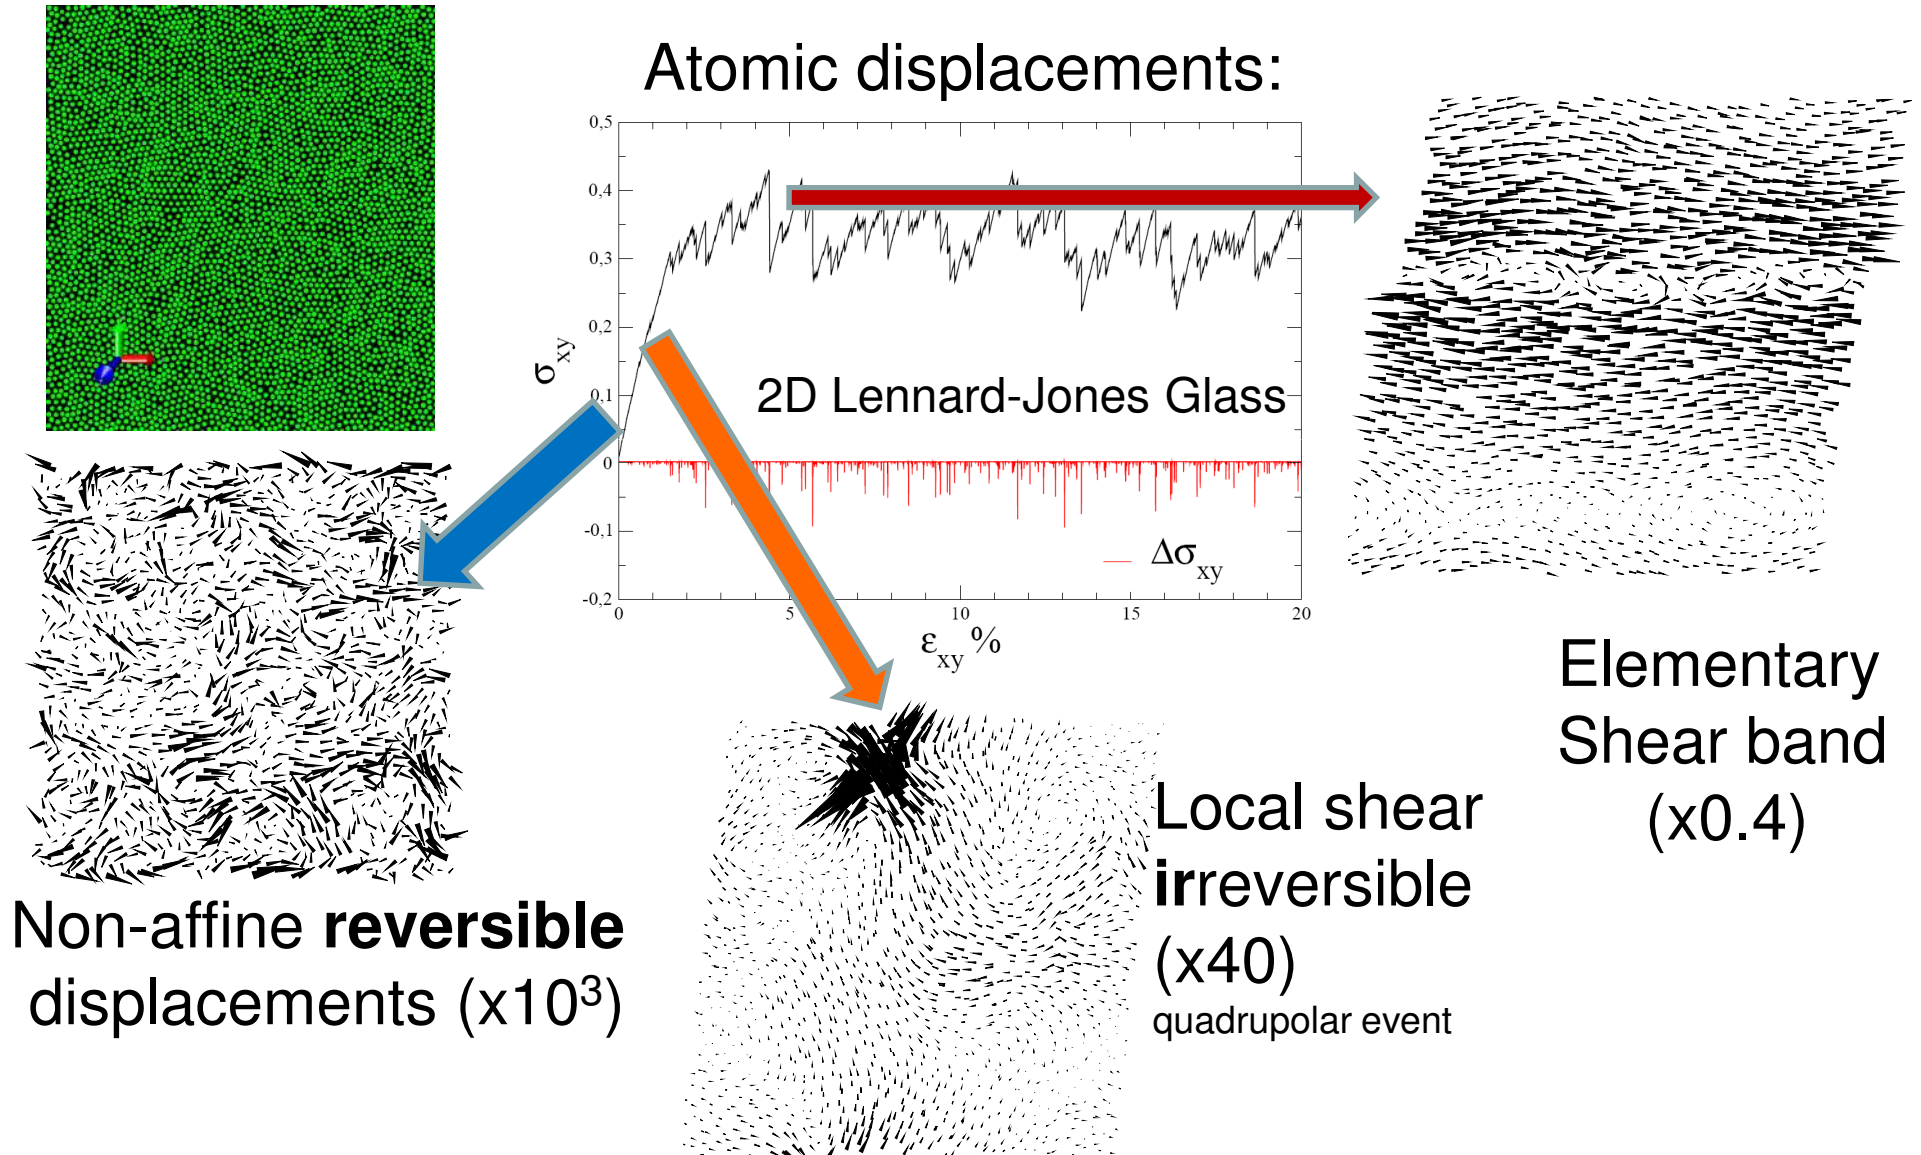 Atomic displacements:
0,5
0,4
0,3
0,2
0,1
0
-0,1
-0,2
σxy
2D Lennard-Jones Glass
Δσxy
0 5 10 15 20
εxy %
Elementary
Shear band
(x0.4)
Local shear
irreversible
(x40)
quadrupolar event
Non-affine reversible
displacements (x10³)